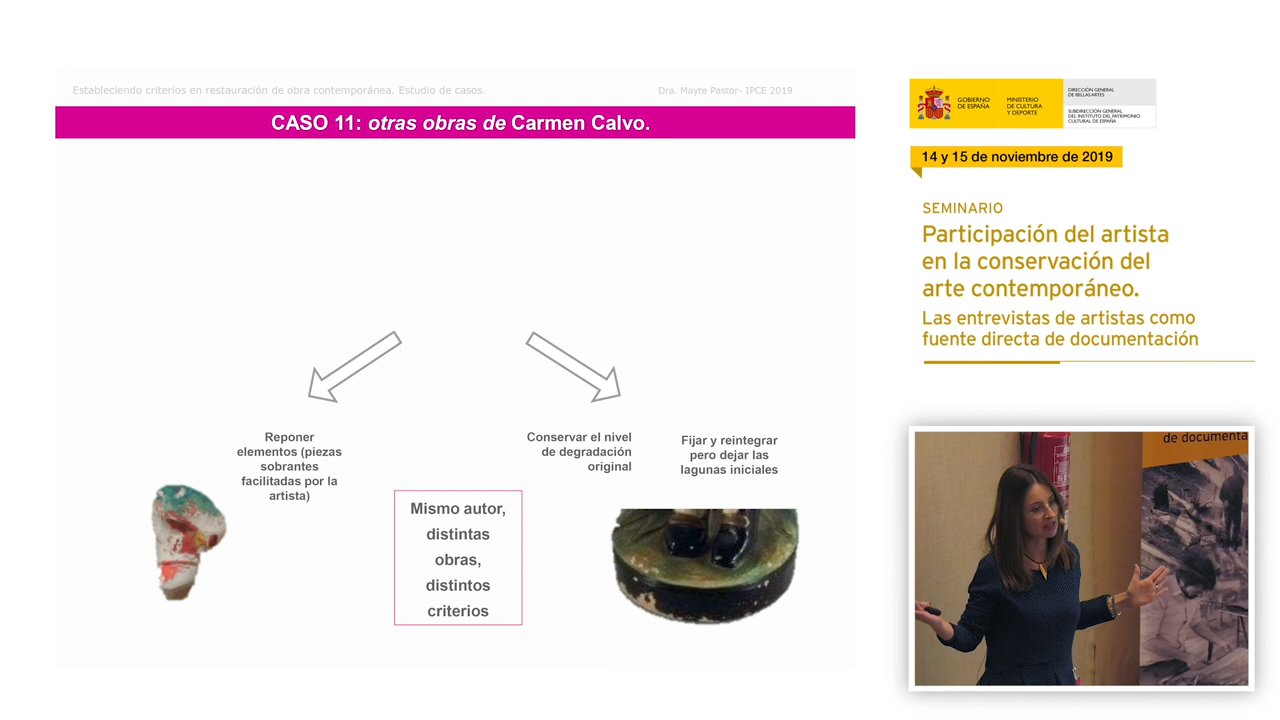 Estableciendo criterios en restauración de obra contemporánea. Estudio de casos.
Dra. Mayte Pastor- IPCE 2019
CASO 11: otras obras de Carmen Calvo.
Reponer
elementos (piezas
sobrantes
facilitadas por la
artista)
Conservar el nivel
de degradación
original
Fijar y reintegrar
pero dejar las
lagunas iniciales
Mismo autor,
distintas
obras,
distintos
criterios
GOBIERNO
DE ESPAÑA
MINISTERIO
DE CULTURA
Y DEPORTE
DIRECCIÓN GENERAL
DE BELLAS ARTES
SUBDIRECCIÓN GENERAL
DEL INSTITUTO DEL PATRIMONIO
CULTURAL DE ESPAÑA
14 y 15 de noviembre de 2019
SEMINARIO
Participación del artista
en la conservación del
arte contemporáneo.
Las entrevistas de artistas como
fuente directa de documentación
de documenta